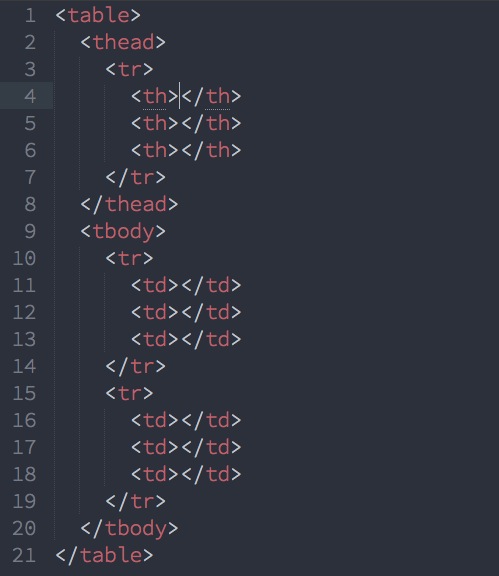 1 <table>
2   <thead>
3     <tr>
4       <th></th>
5       <th></th>
6       <th></th>
7     </tr>
8   </thead>
9   <tbody>
10     <tr>
11       <td></td>
12       <td></td>
13       <td></td>
14     </tr>
15     <tr>
16       <td></td>
17       <td></td>
18       <td></td>
19     </tr>
20   </tbody>
21 </table>